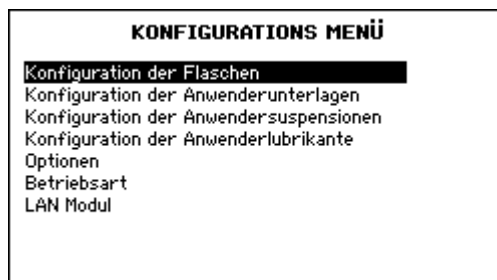 KONFIGURATIONS MENÜ
Konfiguration der Flaschen
Konfiguration der Anwenderunterlagen
Konfiguration der Anwendersuspensionen
Konfiguration der Anwenderlubrikante
Optionen
Betriebsart
LAN Modul